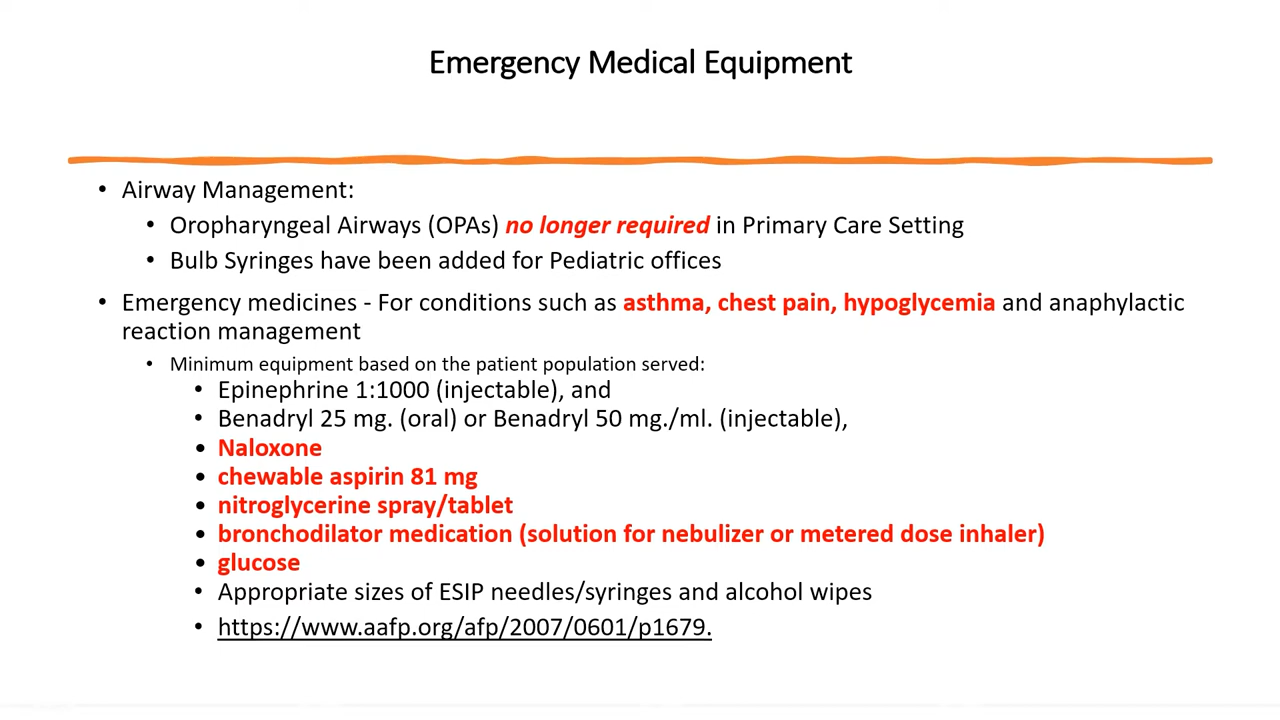 Emergency Medical Equipment
• Airway Management:
• Oropharyngeal Airways (OPAs) no longer required in Primary Care Setting
• Bulb Syringes have been added for Pediatric offices
• Emergency medicines - For conditions such as asthma, chest pain, hypoglycemia and anaphylactic
reaction management
• Minimum equipment based on the patient population served:
• Epinephrine 1:1000 (injectable), and
• Benadryl 25 mg. (oral) or Benadryl 50 mg./ml. (injectable),
• Naloxone
• chewable aspirin 81 mg
• nitroglycerine spray/tablet
• bronchodilator medication (solution for nebulizer or metered dose inhaler)
• glucose
• Appropriate sizes of ESIP needles/syringes and alcohol wipes
• https://www.aafp.org/afp/2007/0601/p1679.